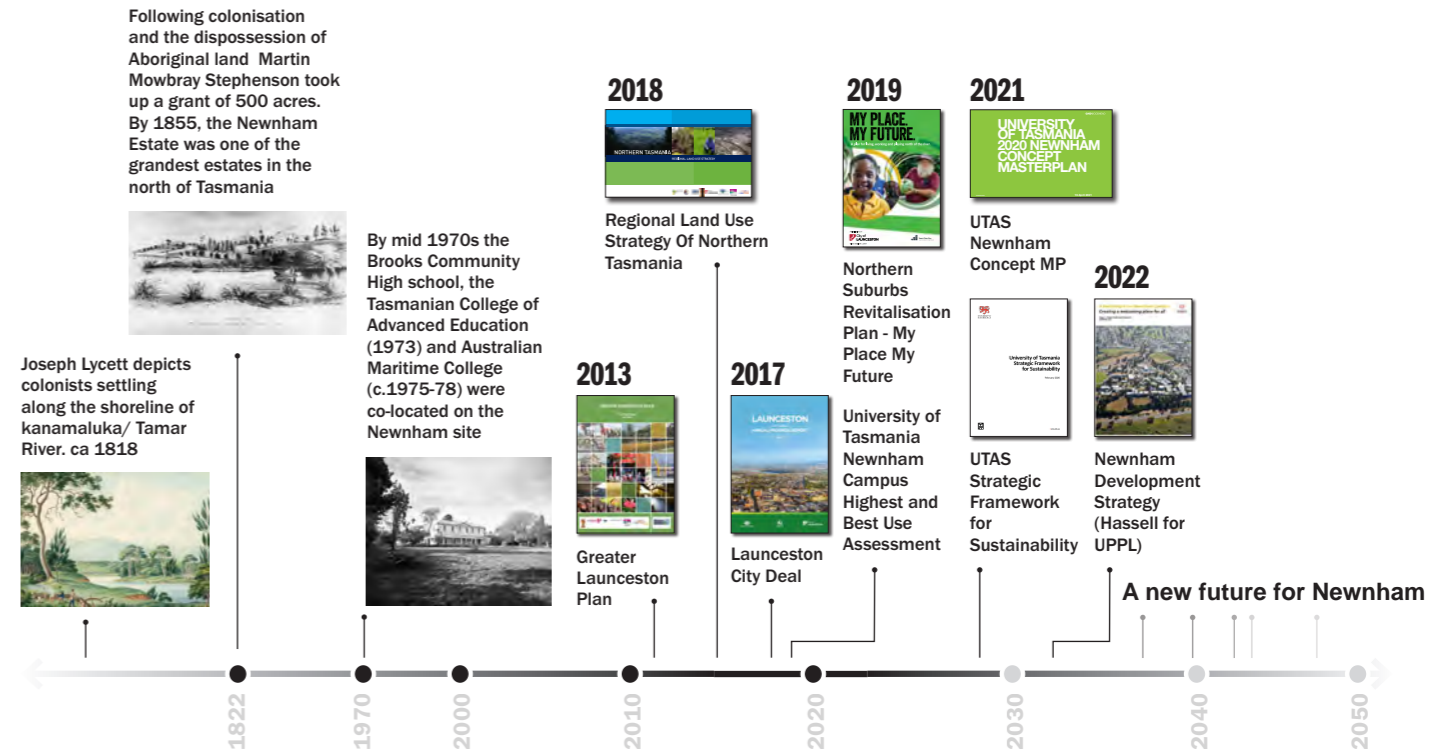 Following colonisation
and the dispossession of
Aboriginal land Martin
Mowbray Stephenson took
up a grant of 500 acres.
By 1855, the Newnham
Estate was one of the
grandest estates in the
north of Tasmania
Joseph Lycett depicts
colonists settling
along the shoreline of
kanamaluka/ Tamar
River. ca 1818
By mid 1970s the
Brooks Community
High school, the
Tasmanian College of
Advanced Education
(1973) and Australian
Maritime College
(c.1975-78) were
co-located on the
Newnham site
2013
Greater
Launceston
Plan
2018
NORTHERN TASMANIA
Regional Land Use
Strategy Of Northern
Tasmania
2017
LAUNCESTON
Launceston
City Deal
2019
MY PLACE.
MY FUTURE.
City of
LAUNCESTON
Northern
Suburbs
Revitalisation
Plan - My
Place My
Future
University of
Tasmania
Newnham
Campus
Highest and
Best Use
Assessment
2021
UNIVERSITY
OF TASMANIA
2020 NEWNHAM
CONCEPT
MASTERPLAN
UTAS
Newnham
Concept MP
University of Tasmania
Strategic Framework
for Sustainability
UTAS
Strategic
Framework
for
Sustainability
2022
Creating a welcoming place for all
Newnham
Development
Strategy
(Hassell for
UPPL)
A new future for Newnham
1822
1970
2000
2010
2020
2030
2040
2050